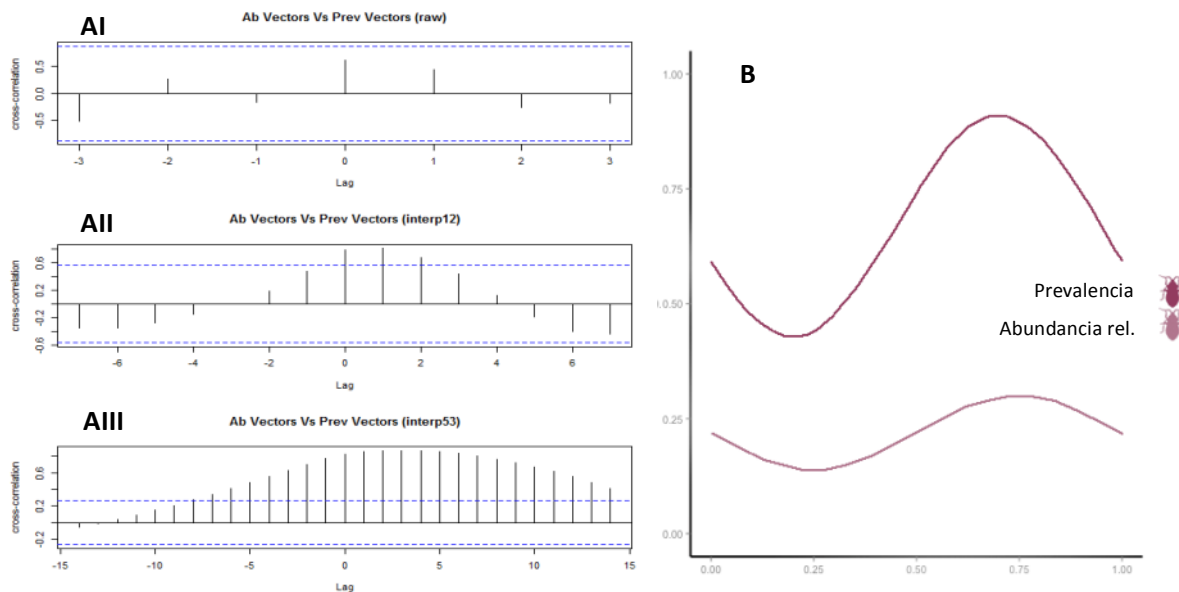 AI
Ab Vectors Vs Prev Vectors (raw)
cross-correlation
0.5
0.0
-0.5
-3 -2 -1 0 1 2 3
Lag
AII
Ab Vectors Vs Prev Vectors (interp12)
cross-correlation
0.6
0.2
-0.2
-0.6
-6 -4 -2 0 2 4 6
Lag
AIII
Ab Vectors Vs Prev Vectors (interp53)
cross-correlation
0.6
0.2
-0.2
-15 -10 -5 0 5 10 15
Lag
B
1.00
0.75
0.50
0.25
0.00
0.00 0.25 0.50 0.75 1.00
Prevalencia
Abundancia rel.